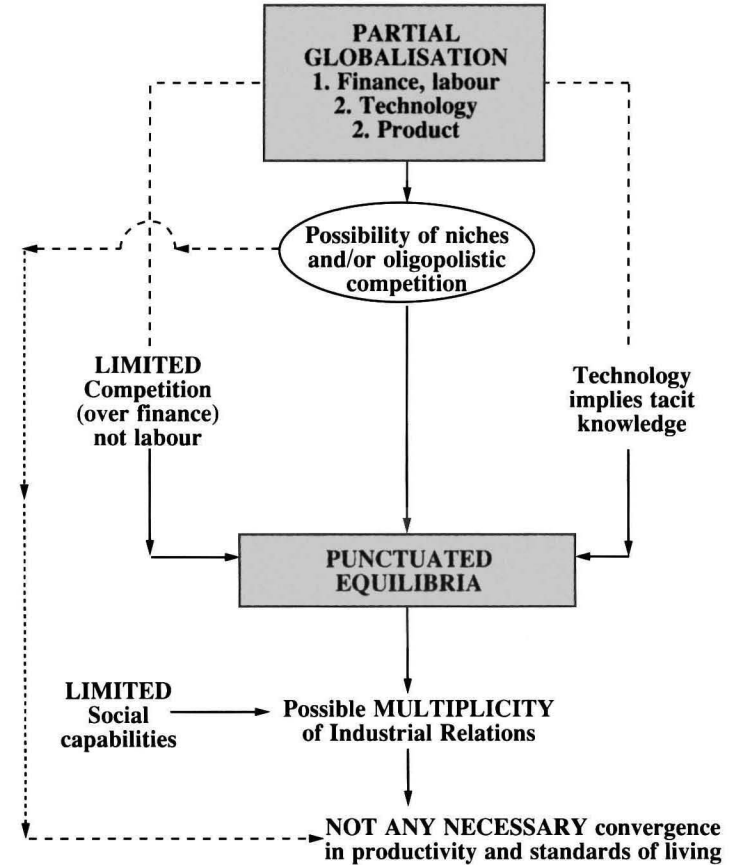 PARTIAL
GLOBALISATION
1. Finance, labour
2. Technology
2. Product
Possibility of niches
and/or oligopolistic
competition
LIMITED
Competition
(over finance)
not labour
Technology
implies tacit
knowledge
PUNCTUATED
EQUILIBRIA
LIMITED
Social
capabilities
Possible MULTIPLICITY
of Industrial Relations
NOT ANY NECESSARY convergence
in productivity and standards of living